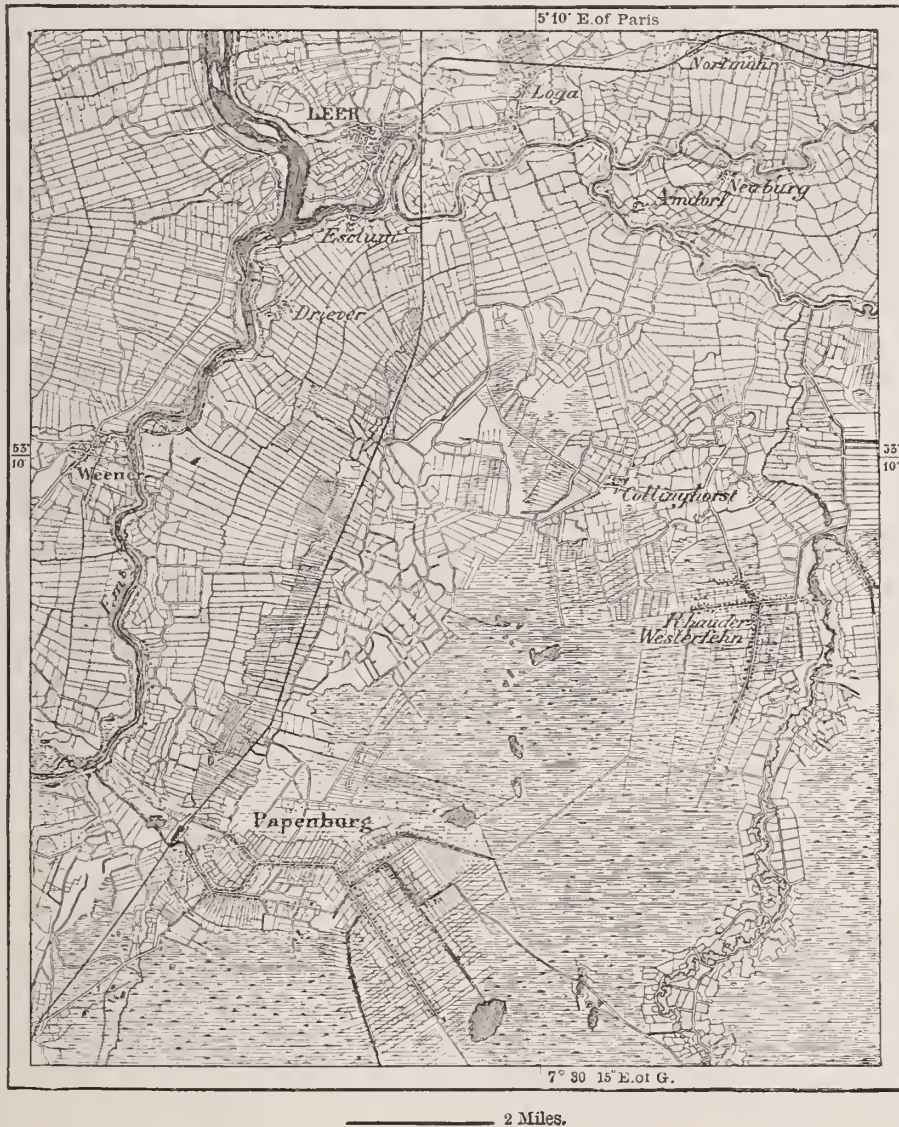 5° 10' E. of Paris
Nortmuhr
Loga
LEER
Neuburg
Amdorf
Esclum
Driever
53°
10'
53°
10'
Weener
Collinghorst
Ems
Rhauder
Westerfehn
Papenburg
7° 30 15" E. of G.
2 Miles.